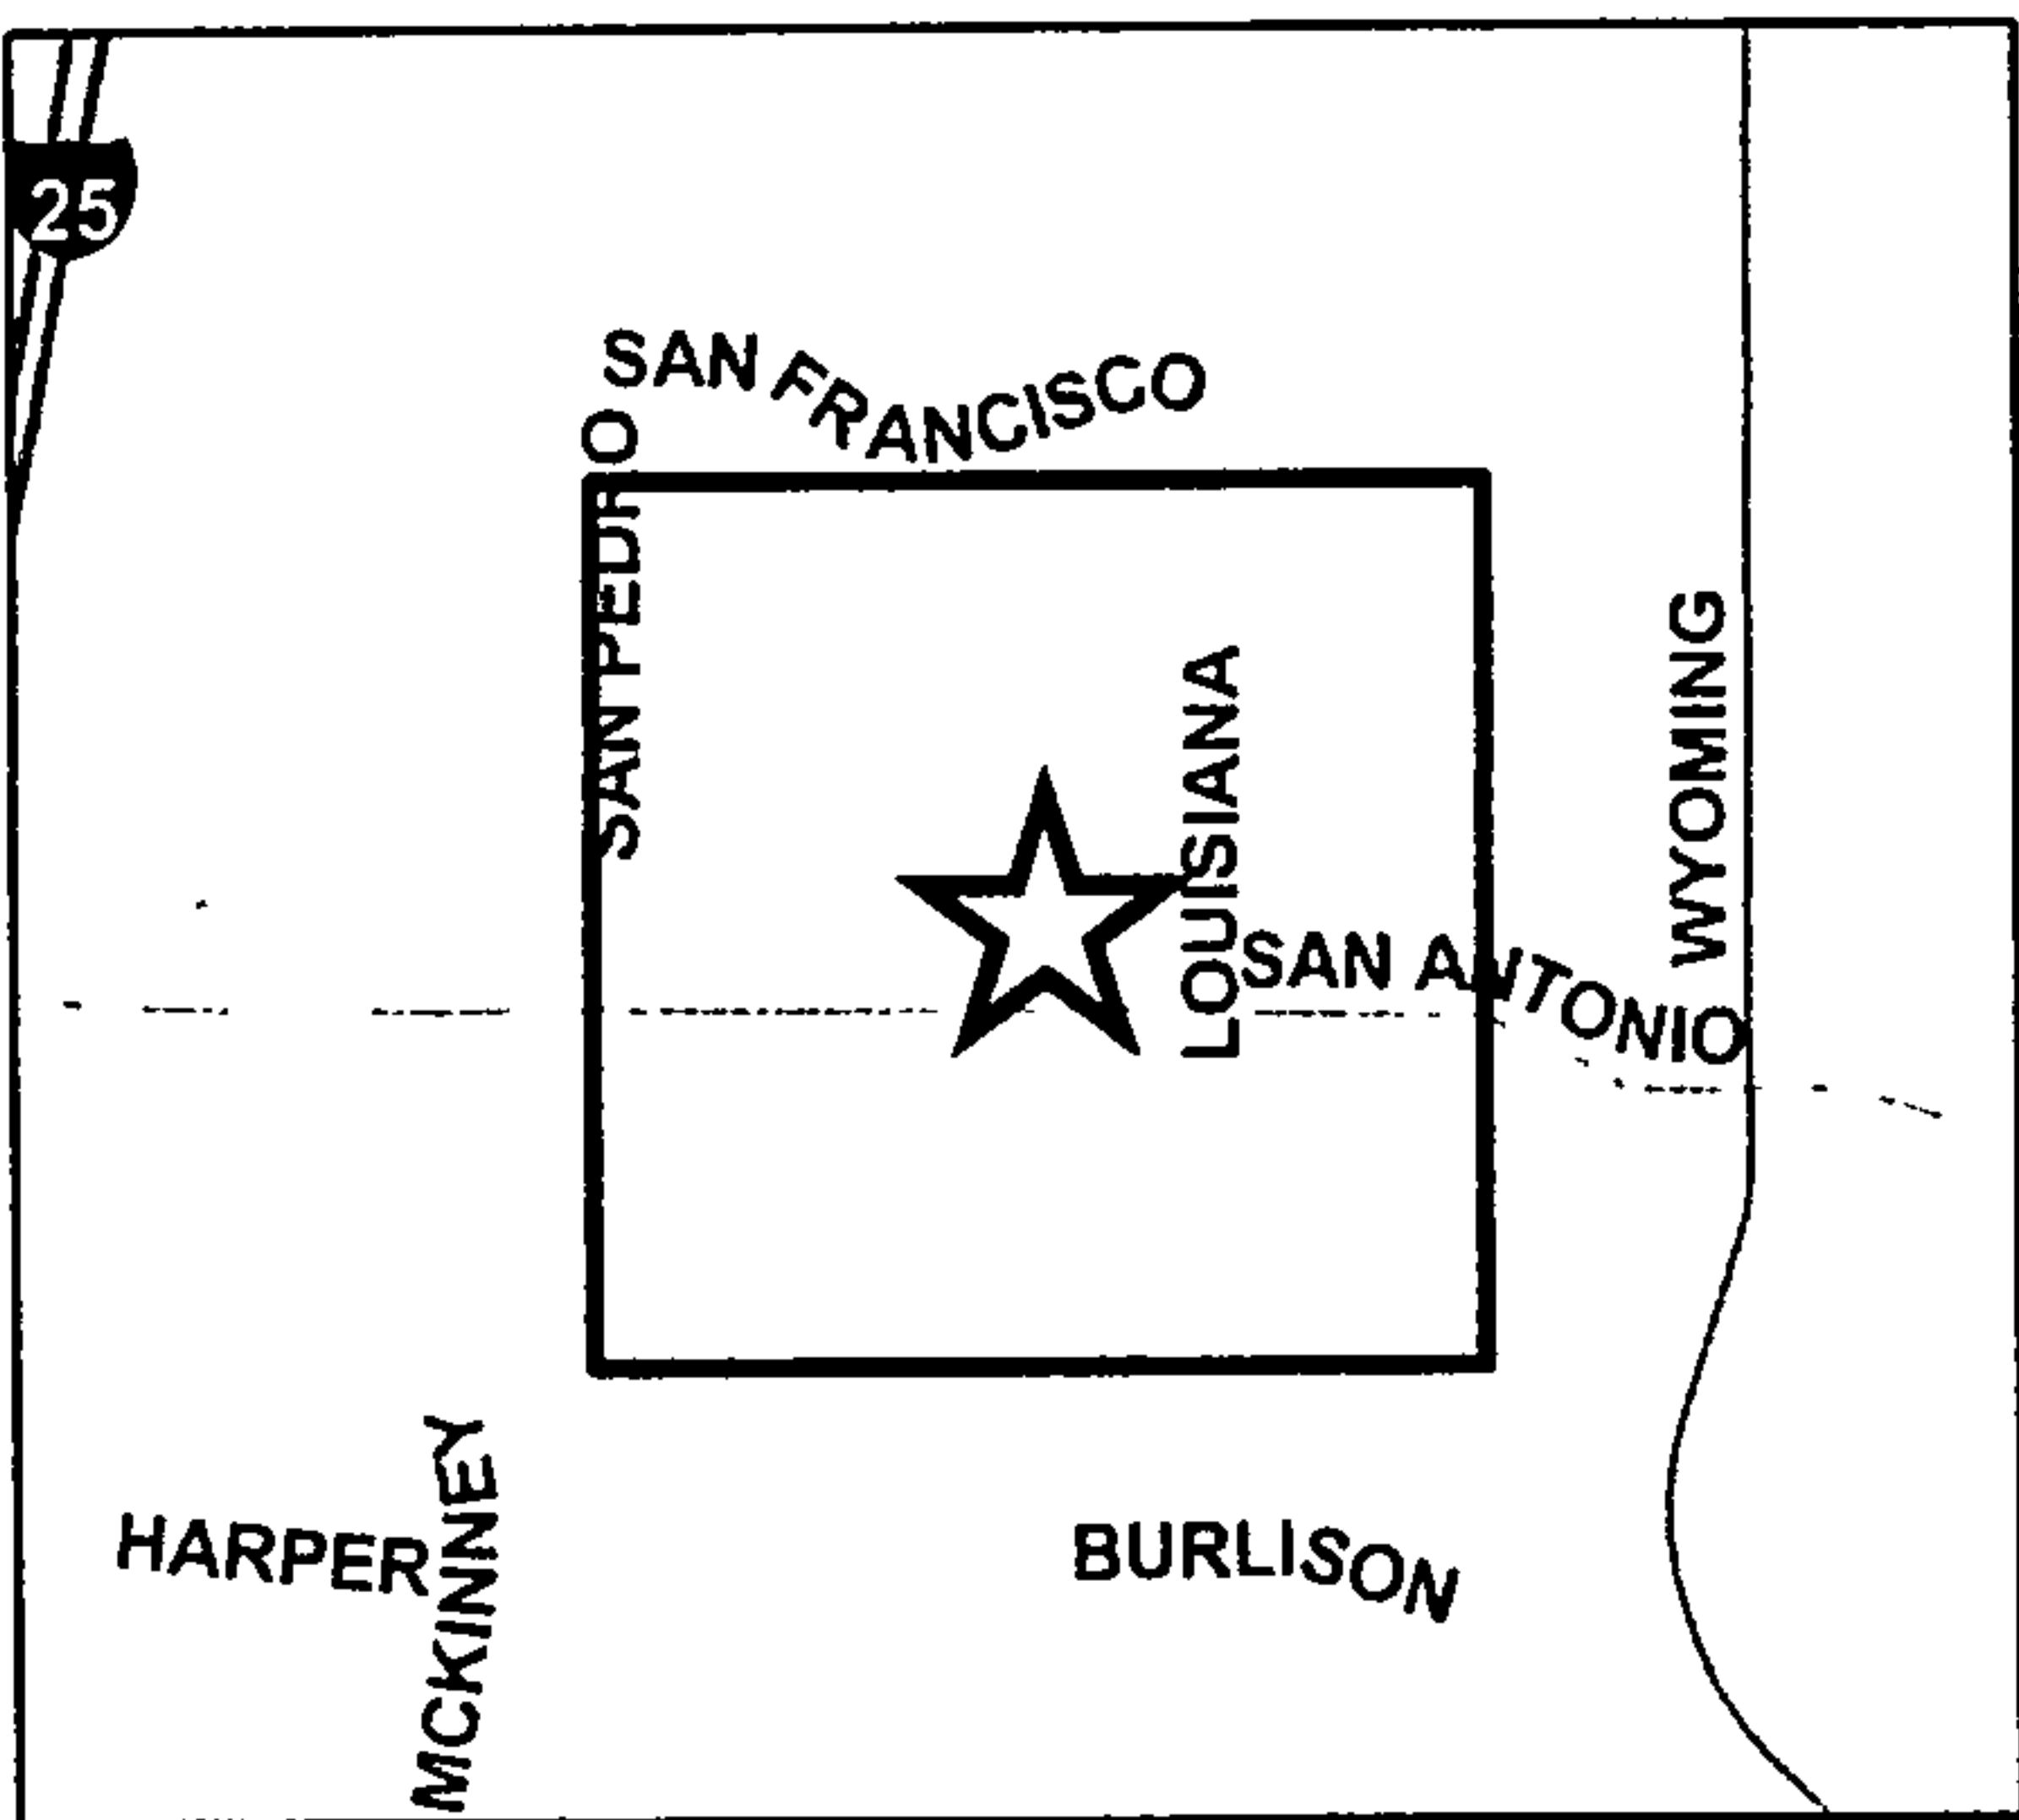 25
SAN FRANCISCO
SAN PEDRO
LOUISIANA
WYOMING
SAN ANTONIO
MCKINNEY
HARPER
BURLISON